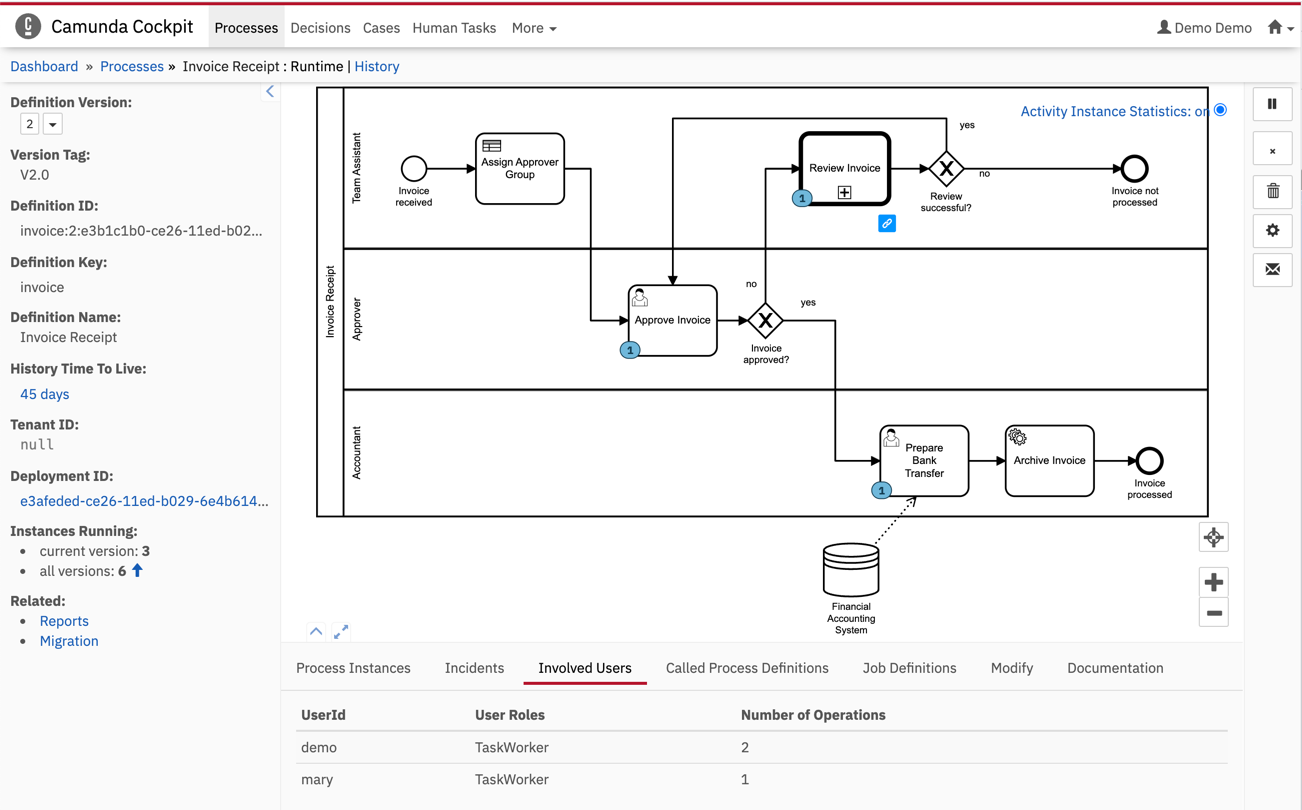 Camunda Cockpit
Processes Decisions Cases Human Tasks More
Demo Demo
Dashboard » Processes » Invoice Receipt : Runtime | History
Definition Version:
2
Version Tag:
V2.0
Definition ID:
invoice:2:e3b1c1b0-ce26-11ed-b02...
Definition Key:
invoice
Definition Name:
Invoice Receipt
History Time To Live:
45 days
Tenant ID:
null
Deployment ID:
e3afeded-ce26-11ed-b029-6e4b614...
Instances Running:
current version: 3
all versions: 6
Related:
Reports
Migration
Activity Instance Statistics: on
Invoice Receipt
Team Assistant
Invoice
received
Assign Approver
Group
Review Invoice
1
yes
no
Review
successful?
Invoice not
processed
Approver
Approve Invoice
1
no
yes
Invoice
approved?
Accountant
Prepare
Bank
Transfer
1
Archive Invoice
Invoice
processed
Financial
Accounting
System
Process Instances Incidents Involved Users Called Process Definitions Job Definitions Modify Documentation
UserId User Roles Number of Operations
demo TaskWorker 2
mary TaskWorker 1